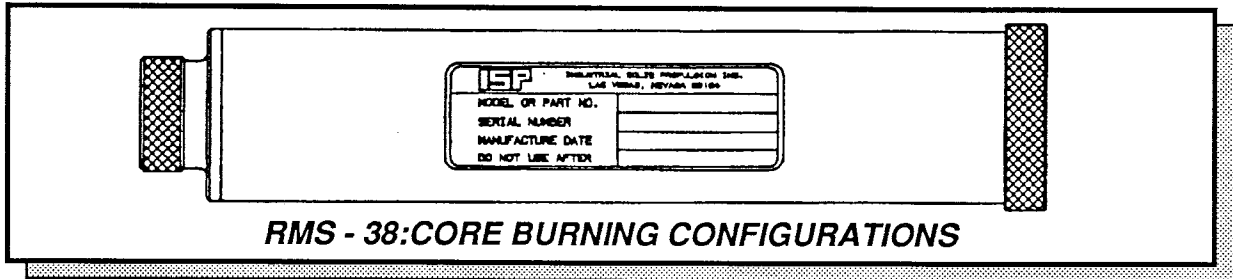 ISP INDUSTRIAL SOLID PROPULSION INC.
LAS VEGAS, NEVADA 89104
MODEL OR PART NO.
SERIAL NUMBER
MANUFACTURE DATE
DO NOT USE AFTER
RMS - 38:CORE BURNING CONFIGURATIONS